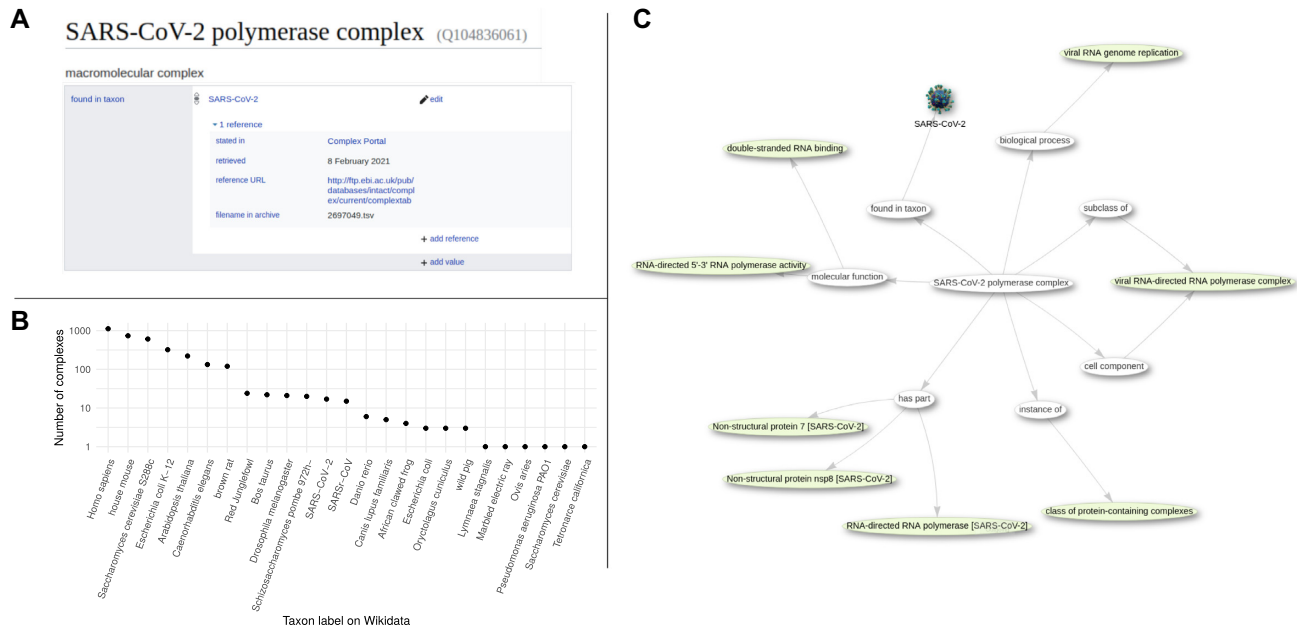 A
SARS-CoV-2 polymerase complex (Q104836061)
macromolecular complex
found in taxon
SARS-CoV-2
edit
1 reference
stated in
Complex Portal
retrieved
8 February 2021
reference URL
http://ftp.ebi.ac.uk/pub/
databases/intact/compl
ex/current/complextab
filename in archive
2697049.tsv
+ add reference
+ add value
B
Number of complexes
1000
100
10
1
Homo sapiens
house mouse
Saccharomyces cerevisiae S288c
Escherichia coli K−12
Arabidopsis thaliana
Caenorhabditis elegans
brown rat
Red Junglefowl
Bos taurus
Drosophila melanogaster
Schizosaccharomyces pombe 972h−
SARS−CoV−2
SARSr−CoV
Danio rerio
Canis lupus familiaris
African clawed frog
Escherichia coli
Oryctolagus cuniculus
wild pig
Lymnaea stagnalis
Marbled electric ray
Ovis aries
Pseudomonas aeruginosa PAO1
Saccharomyces cerevisiae
Tetronarce californica
Taxon label on Wikidata
C
viral RNA genome replication
SARS-CoV-2
biological process
double-stranded RNA binding
found in taxon
subclass of
RNA-directed 5'-3' RNA polymerase activity
molecular function
SARS-CoV-2 polymerase complex
viral RNA-directed RNA polymerase complex
cell component
has part
instance of
Non-structural protein 7 [SARS-CoV-2]
Non-structural protein nsp8 [SARS-CoV-2]
class of protein-containing complexes
RNA-directed RNA polymerase [SARS-CoV-2]